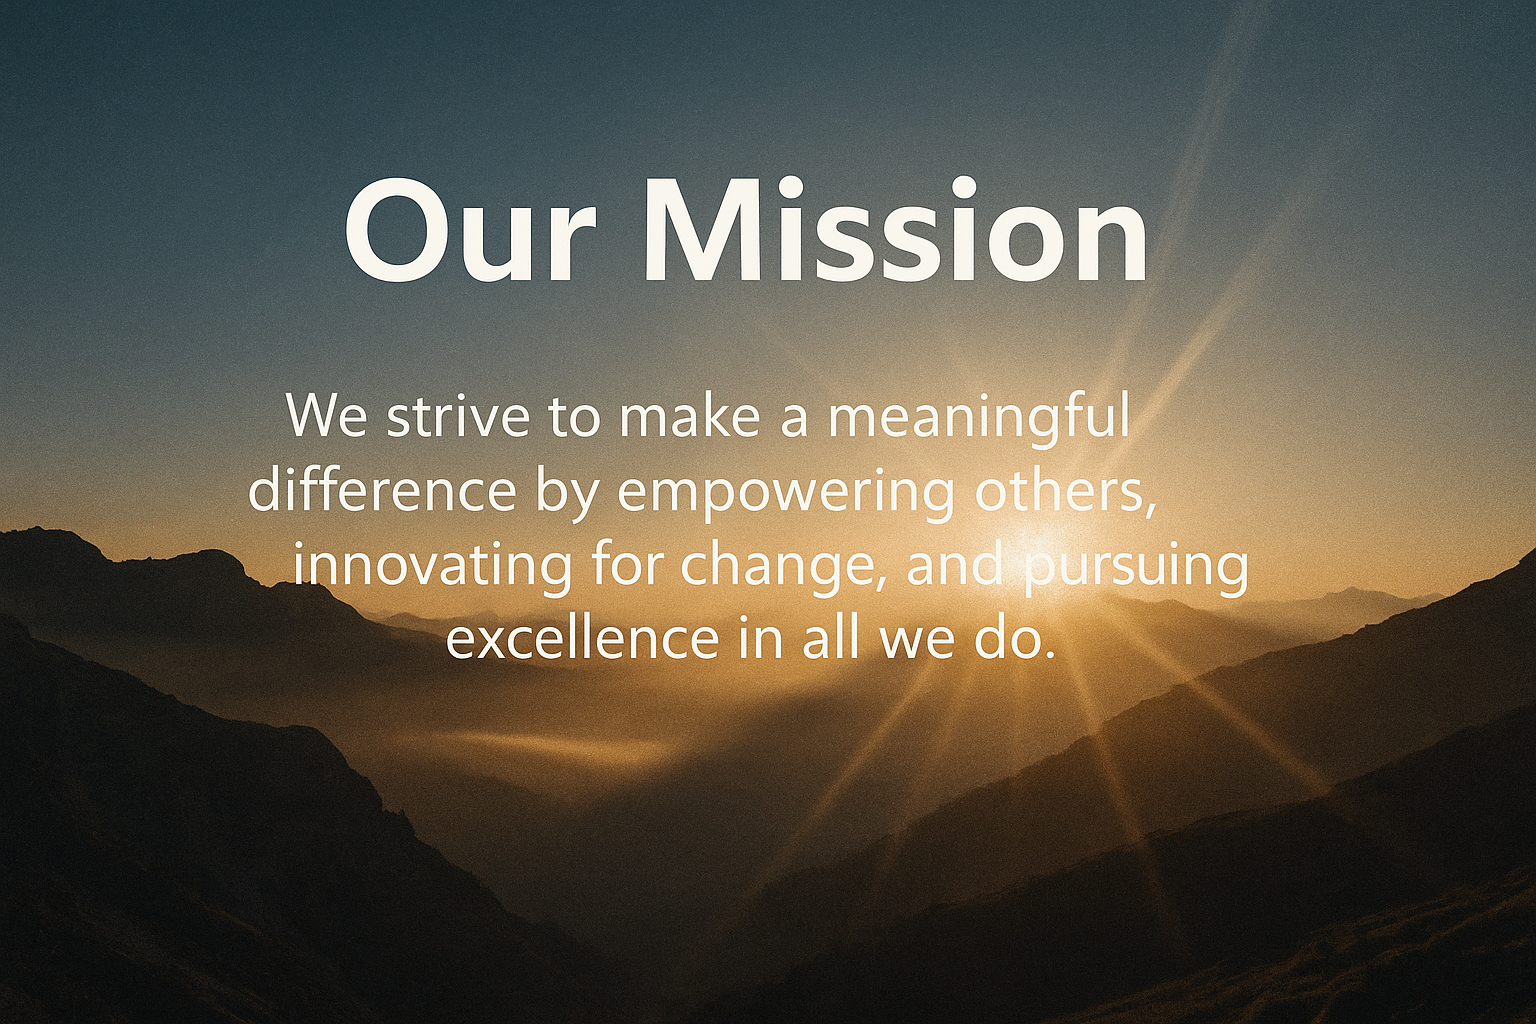 Our Mission
We strive to make a meaningful
difference by empowering others,
innovating for change, and pursuing
excellence in all we do.